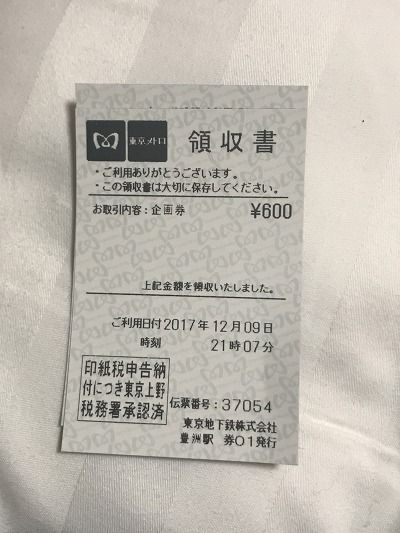 東京メトロ
領収書
・ご利用ありがとうございます。
・この領収書は大切に保存してください。
お取引内容：企画券 ¥600
上記金額を領収いたしました。
ご利用日付2017年12月09日
時刻 21時07分
印紙税申告納
付につき東京上野
税務署承認済
伝票番号：37054
東京地下鉄株式会社
豊洲駅 券01発行